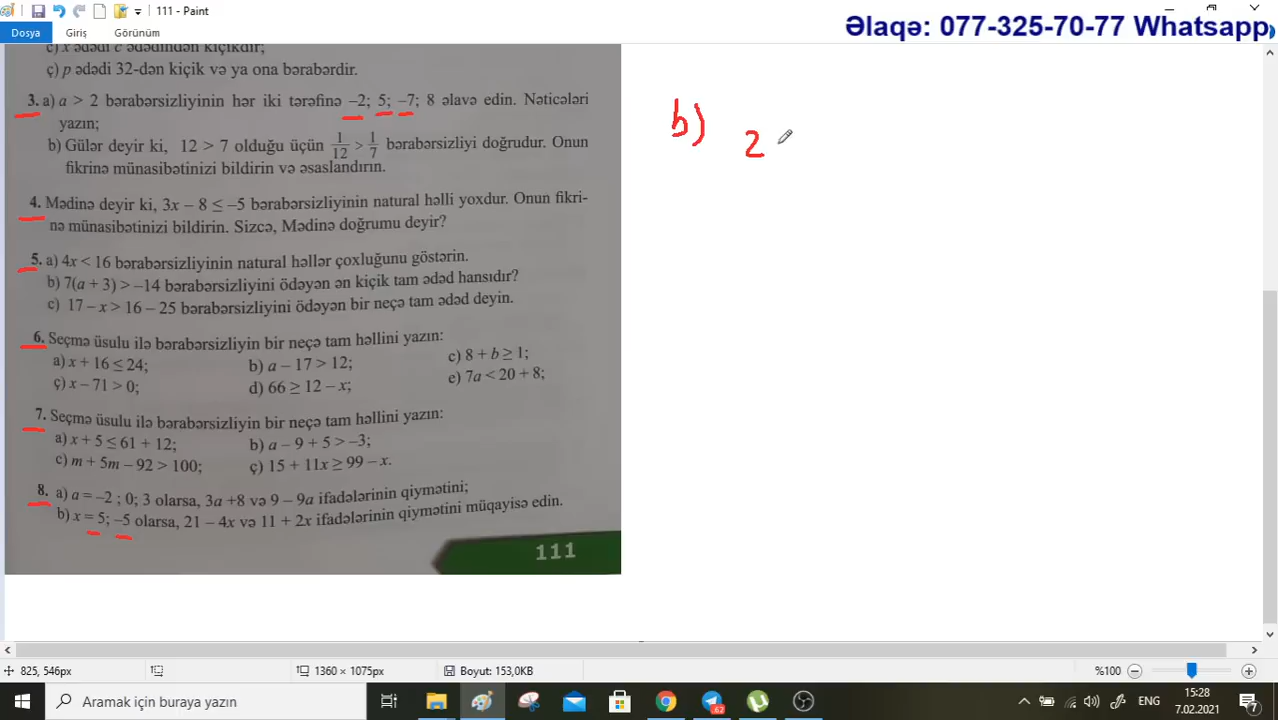 111 - Paint
Əlaqə: 077-325-70-77 Whatsapp
Dosya Giriş Görünüm
c) x ədədi c ədədindən kiçikdir;
ç) p ədədi 32-dən kiçik və ya ona bərabərdir.
3. a) a > 2 bərabərsizliyinin hər iki tərəfinə –2; 5; –7; 8 əlavə edin. Nəticələri
yazın;
b) Gülər deyir ki, 12 > 7 olduğu üçün 1/12 > 1/7 bərabərsizliyi doğrudur. Onun
fikrinə münasibətinizi bildirin və əsaslandırın.
4. Mədinə deyir ki, 3x – 8 ≤ –5 bərabərsizliyinin natural həlli yoxdur. Onun fikri-
nə münasibətinizi bildirin. Sizcə, Mədinə doğrumu deyir?
5. a) 4x < 16 bərabərsizliyinin natural həllər çoxluğunu göstərin.
b) 7(a + 3) > –14 bərabərsizliyini ödəyən ən kiçik tam ədəd hansıdır?
c) 17 – x > 16 – 25 bərabərsizliyini ödəyən bir neçə tam ədəd deyin.
6. Seçmə üsulu ilə bərabərsizliyin bir neçə tam həllini yazın:
a) x + 16 ≤ 24; b) a – 17 > 12; c) 8 + b ≥ 1;
ç) x – 71 > 0; d) 66 ≥ 12 – x; e) 7a < 20 + 8;
7. Seçmə üsulu ilə bərabərsizliyin bir neçə tam həllini yazın:
a) x + 5 ≤ 61 + 12; b) a – 9 + 5 > –3;
c) m + 5m – 92 > 100; ç) 15 + 11x ≥ 99 – x.
8. a) a = –2 ; 0; 3 olarsa, 3a +8 və 9 – 9a ifadələrinin qiymətini;
b) x = 5; –5 olarsa, 21 – 4x və 11 + 2x ifadələrinin qiymətini müqayisə edin.
111
b) 2
825, 546px 1360 × 1075px Boyut: 153,0KB %100
Aramak için buraya yazın 62 ENG 15:28
7.02.2021 7